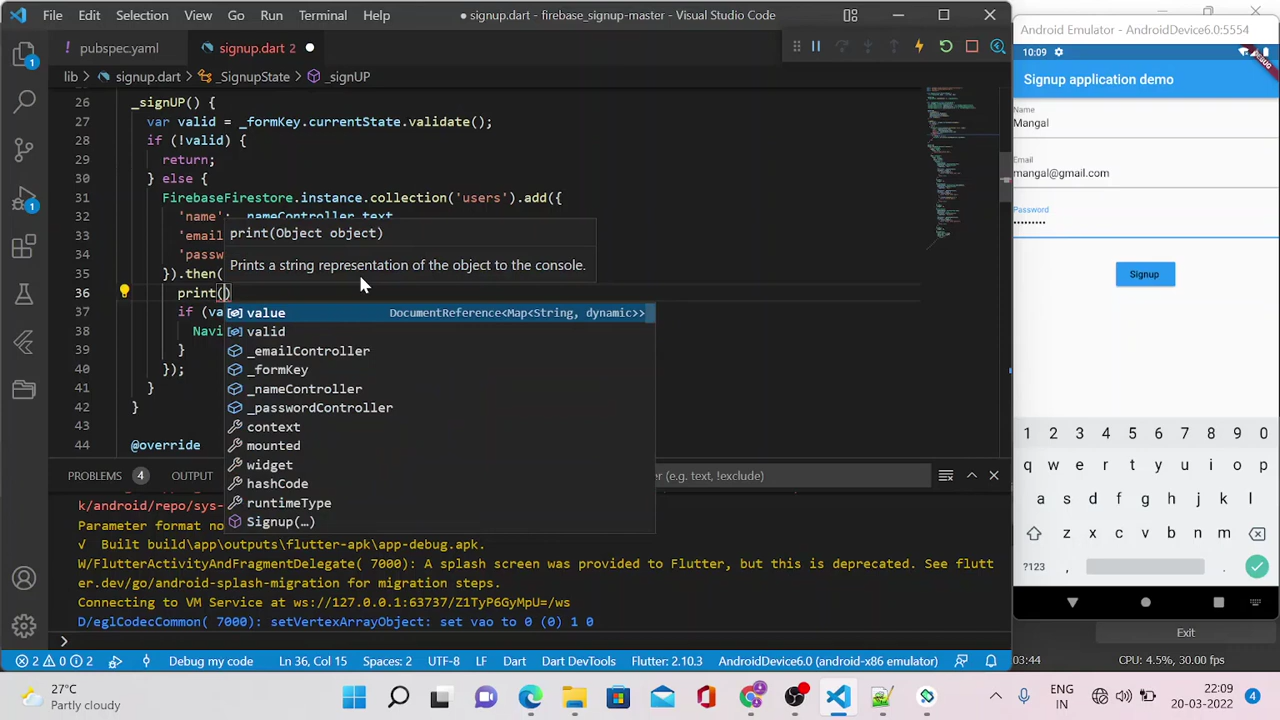 File Edit Selection View Go Run Terminal Help
● signup.dart - firebase_signup-master - Visual Studio Code
pubspec.yaml
signup.dart 2
lib > signup.dart > _SignupState > _signUP
_signUP() {
28
valid = _formKey.currentState.validate();
29
if (!valid) {
return;
30
} else {
FirebaseFirestore.instance.collection('users').add({
32
'name': _nameController.text,
33
'email
34
'passw
35
}).then(
36
print()
37
if (va
38
Navi
39
}
40
});
41
}
42
}
43
44
@override
print(Object object)
Prints a string representation of the object to the console.
value DocumentReference<Map<String, dynamic>>
valid
_emailController
_formKey
_nameController
_passwordController
context
mounted
widget
hashCode
runtimeType
Signup(…)
PROBLEMS 4 OUTPUT
er (e.g. text, !exclude)
k/android/repo/sys-
Parameter format no
√ Built build\app\outputs\flutter-apk\app-debug.apk.
W/FlutterActivityAndFragmentDelegate( 7000): A splash screen was provided to Flutter, but this is deprecated. See flutt
er.dev/go/android-splash-migration for migration steps.
Connecting to VM Service at ws://127.0.0.1:63737/Z1TyP6GyMpU=/ws
D/eglCodecCommon( 7000): setVertexArrayObject: set vao to 0 (0) 1 0
>
2 0 2 Debug my code Ln 36, Col 15 Spaces: 2 UTF-8 LF Dart Dart DevTools Flutter: 2.10.3 AndroidDevice6.0 (android-x86 emulator)
Android Emulator - AndroidDevice6.0:5554
10:09
DEBUG
Signup application demo
Name
Mangal
Email
mangal@gmail.com
Password
•••••••••
Signup
1 2 3 4 5 6 7 8 9 0
q w e r t y u i o p
a s d f g h j k l
z x c v b n m
?123 , .
Exit
03:44 CPU: 4.5%, 30.00 fps
27°C
Partly cloudy
ENG
IN
22:09
20-03-2022
4